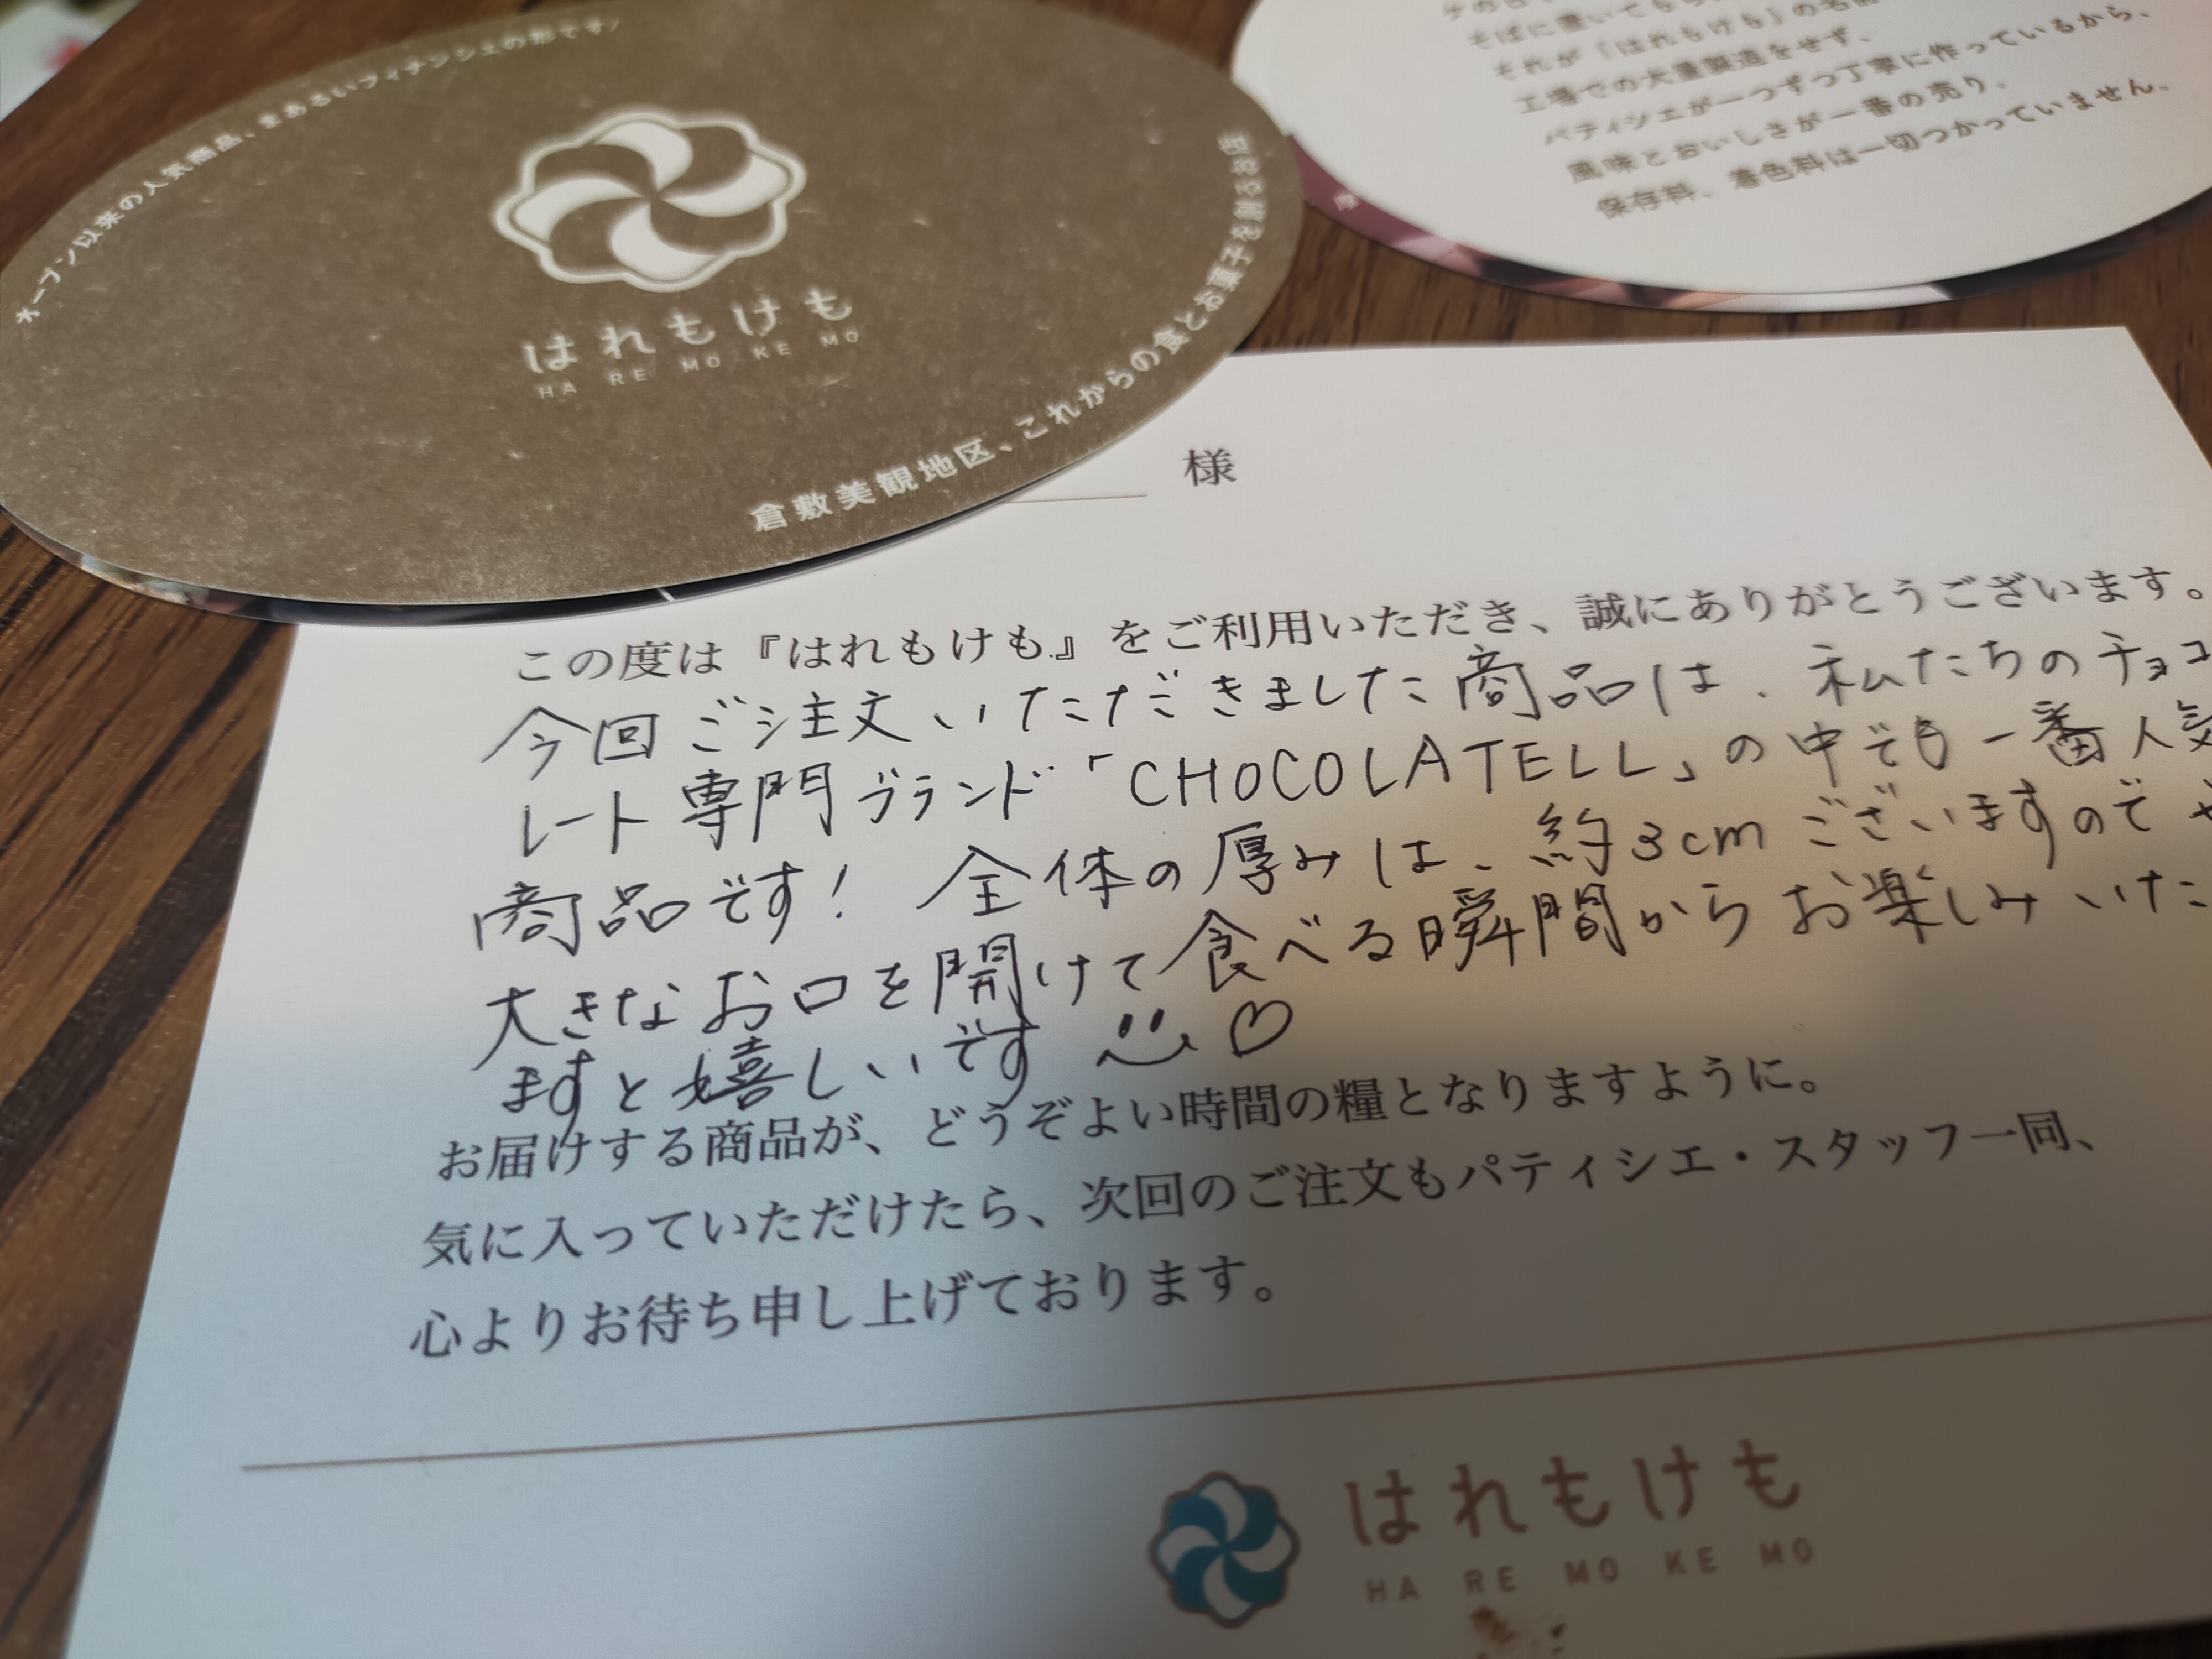 オープン以来の人気商品、まあるいフィナンシェの形です♪
はれもけも
HA RE MO KE MO
倉敷美観地区、これからの食とお菓子を創るお店
そばに置いてもら
それが「はれもけも」の名前
工場での大量製造をせず、
パティシエが一つずつ丁寧に作っているから、
風味とおいしさが一番の売り。
保存料、着色料は一切つかっていません。
様
この度は『はれもけも』をご利用いただき、誠にありがとうございます。
今回ご注文いただきました商品は、私たちのチョコ
レート専門ブランド「CHOCOLATELL」の中でも一番人気
商品です! 全体の厚みは、約3cmございますので
大きなお口を開けて食べる瞬間からお楽しみいた
ますと嬉しいです
お届けする商品が、どうぞよい時間の糧となりますように。
気に入っていただけたら、次回のご注文もパティシエ・スタッフ一同、
心よりお待ち申し上げております。
はれもけも
HA RE MO KE MO